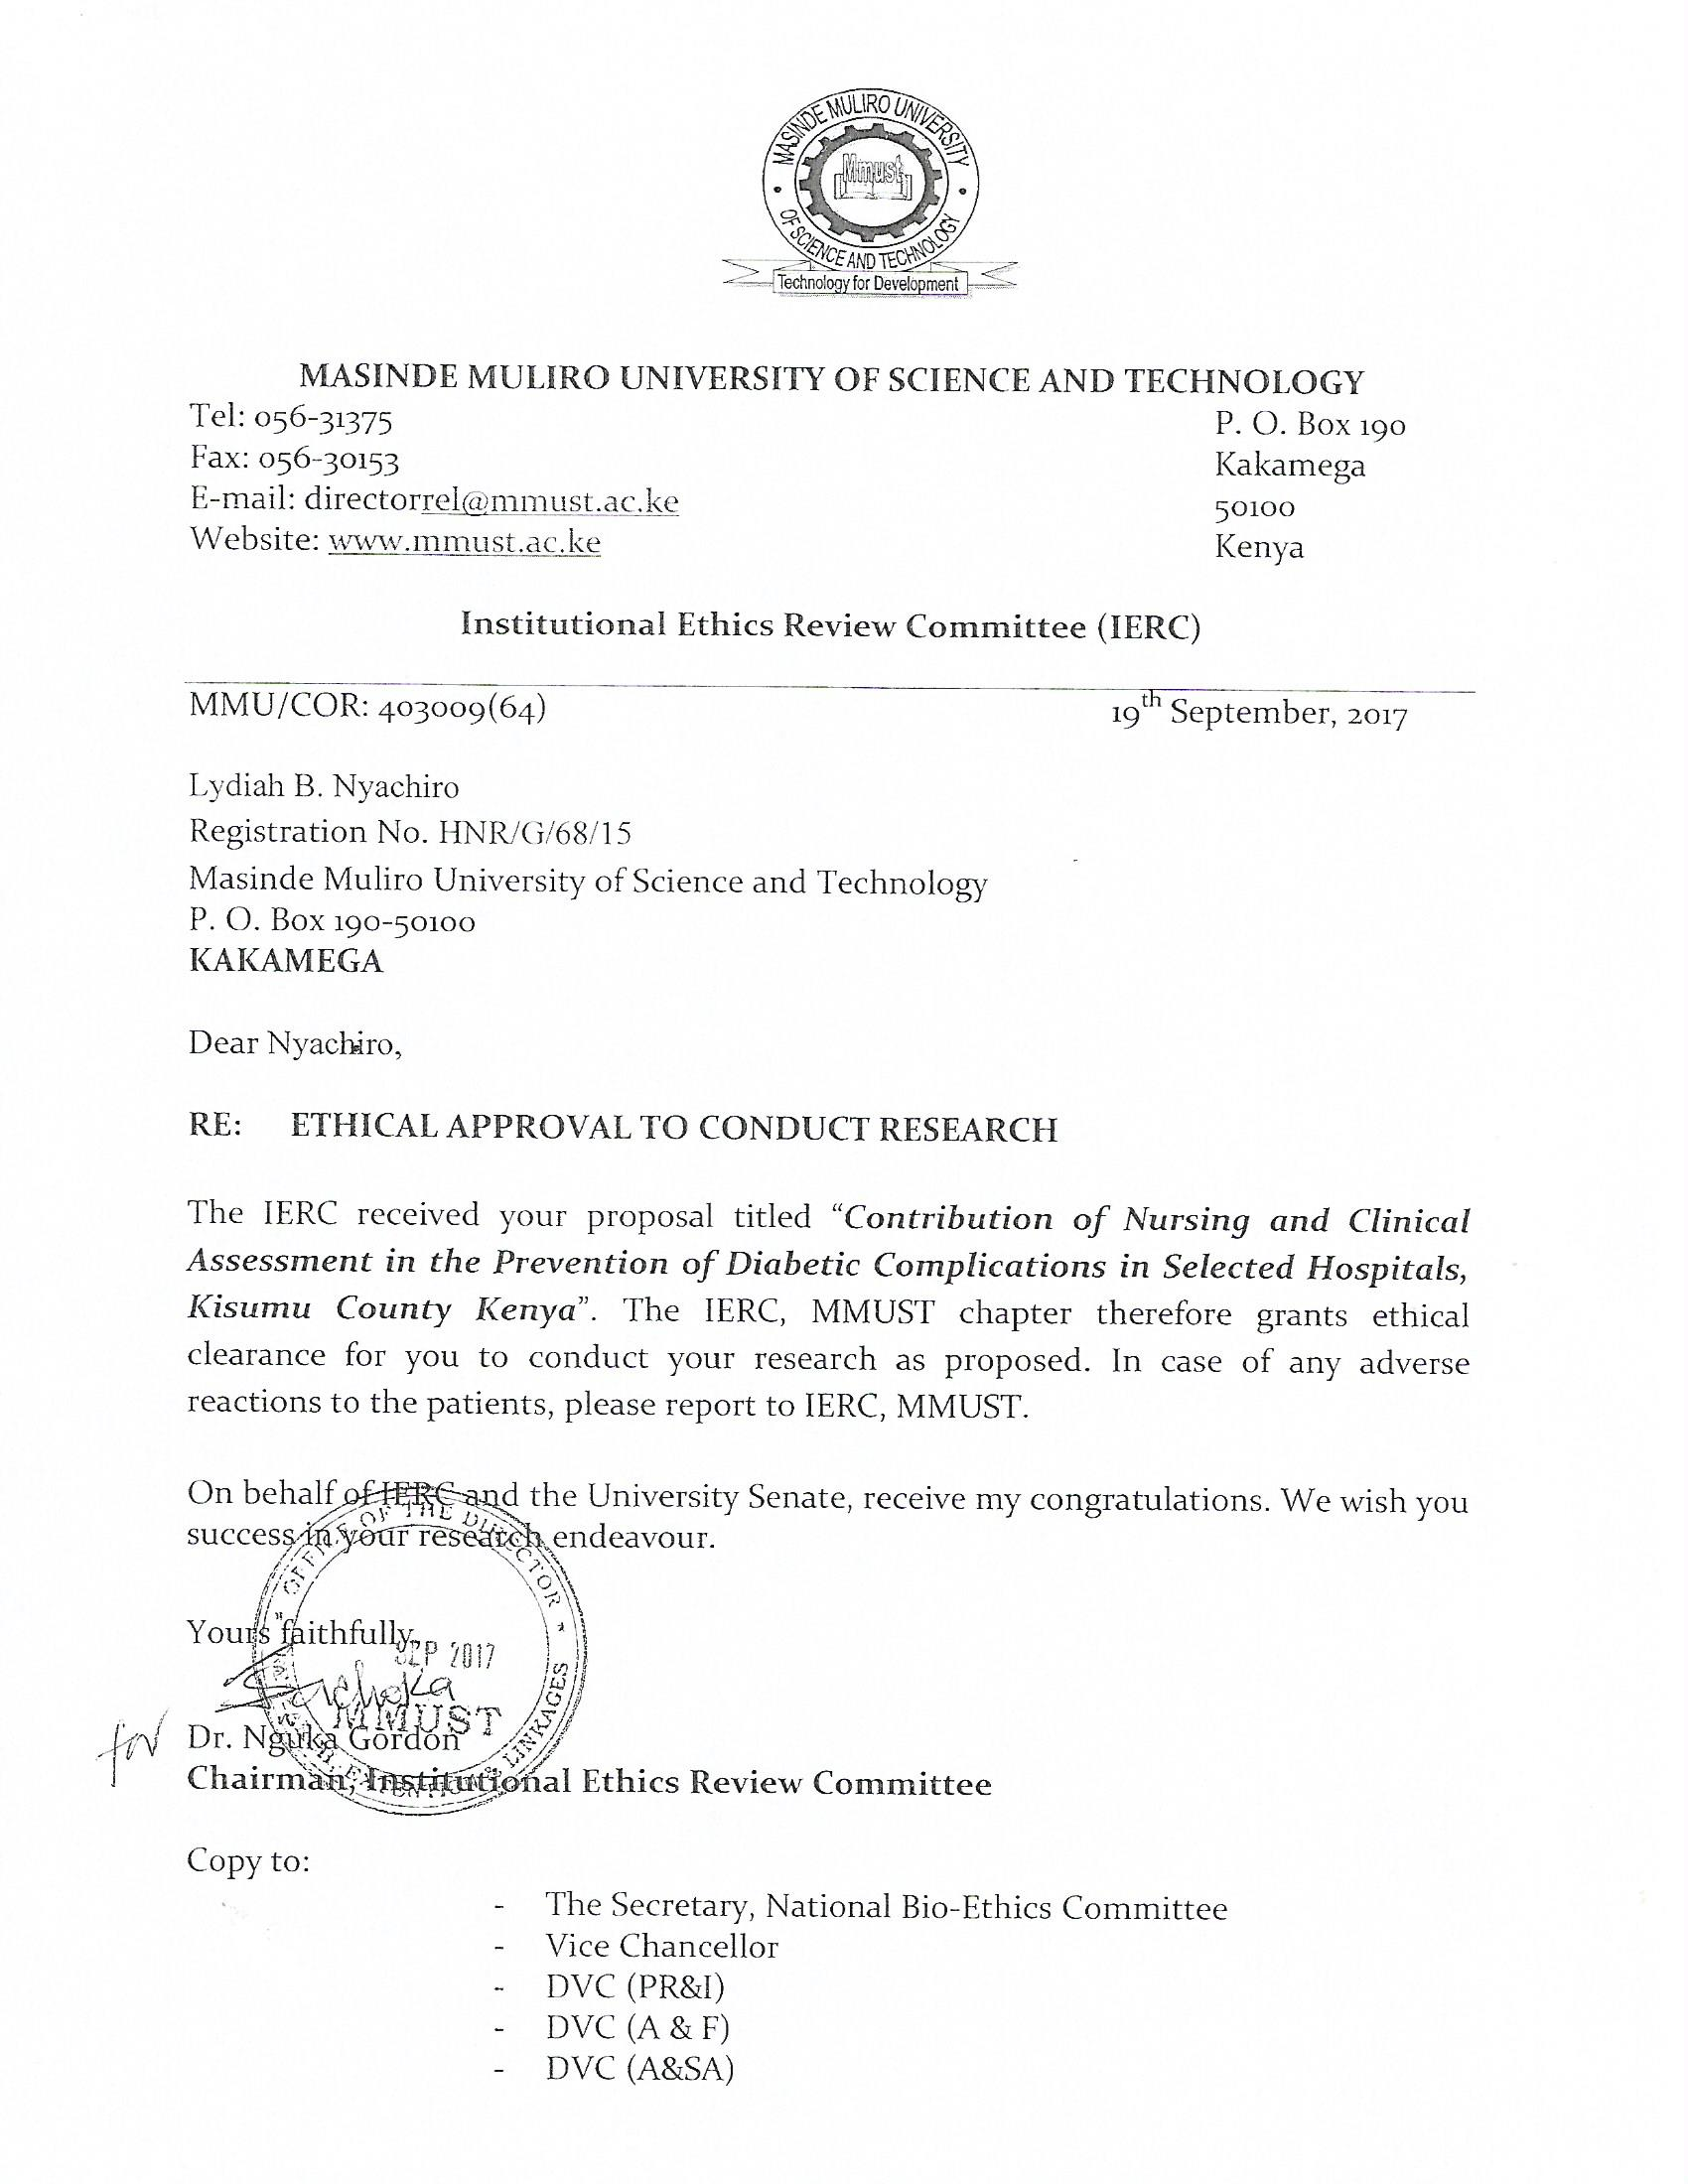 MASINDE MULIRO UNIVERSITY
OF SCIENCE AND TECHNOLOGY
Mmust
Technology for Development
MASINDE MULIRO UNIVERSITY OF SCIENCE AND TECHNOLOGY
Tel: 056-31375
P. O. Box 190
Fax: 056-30153
Kakamega
E-mail: directorrel@mmust.ac.ke
50100
Website: www.mmust.ac.ke
Kenya
Institutional Ethics Review Committee (IERC)
MMU/COR: 403009(64)
19th September, 2017
Lydiah B. Nyachiro
Registration No. HNR/G/68/15
Masinde Muliro University of Science and Technology
P. O. Box 190-50100
KAKAMEGA
Dear Nyachiro,
RE: ETHICAL APPROVAL TO CONDUCT RESEARCH
The IERC received your proposal titled “Contribution of Nursing and Clinical
Assessment in the Prevention of Diabetic Complications in Selected Hospitals,
Kisumu County Kenya”. The IERC, MMUST chapter therefore grants ethical
clearance for you to conduct your research as proposed. In case of any adverse
reactions to the patients, please report to IERC, MMUST.
On behalf of IERC and the University Senate, receive my congratulations. We wish you
success in your research endeavour.
OFFICE OF THE DIRECTOR
Yours faithfully,
SEP 2017
MMUST
LINKAGES
for Dr. Nguka Gordon
Chairman, Institutional Ethics Review Committee
Copy to:
- The Secretary, National Bio-Ethics Committee
- Vice Chancellor
- DVC (PR&I)
- DVC (A & F)
- DVC (A&SA)